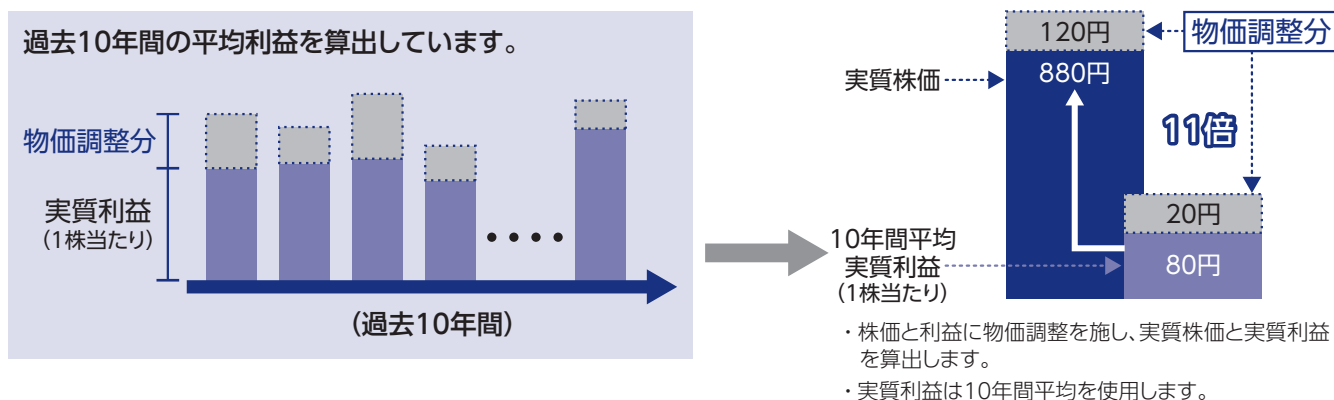 過去10年間の平均利益を算出しています。
物価調整分
実質利益
(1株当たり)
(過去10年間)
120円
物価調整分
実質株価
880円
11倍
20円
10年間平均
実質利益
(1株当たり)
80円
・株価と利益に物価調整を施し、実質株価と実質利益
を算出します。
・実質利益は10年間平均を使用します。